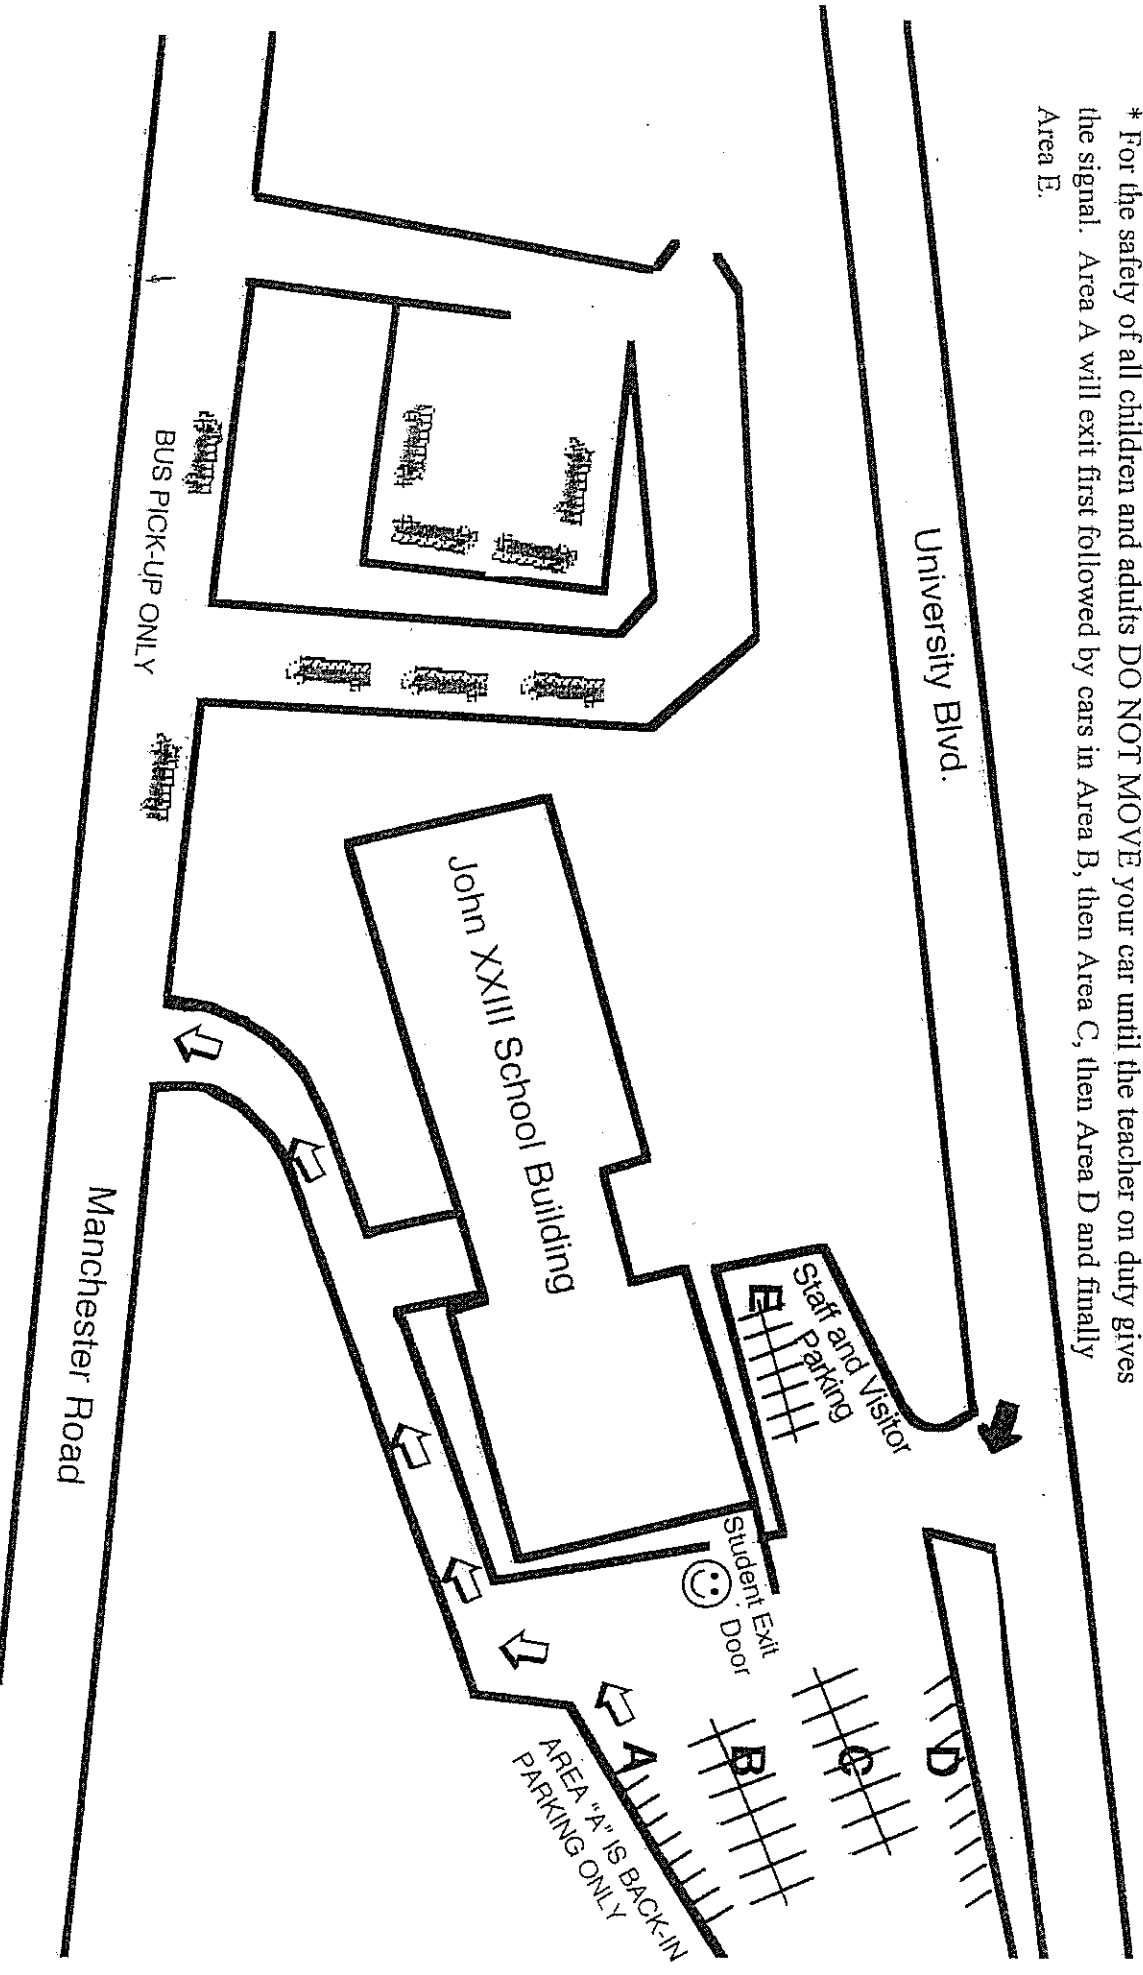 * For the safety of all children and adults DO NOT MOVE your car until the teacher on duty gives
the signal. Area A will exit first followed by cars in Area B, then Area C, then Area D and finally
Area E.
University Blvd.
Staff and Visitor
Parking
E
D
C
B
A
Student Exit
Door
AREA "A" IS BACK-IN
PARKING ONLY
John XXIII School Building
BUS PICK-UP ONLY
Manchester Road